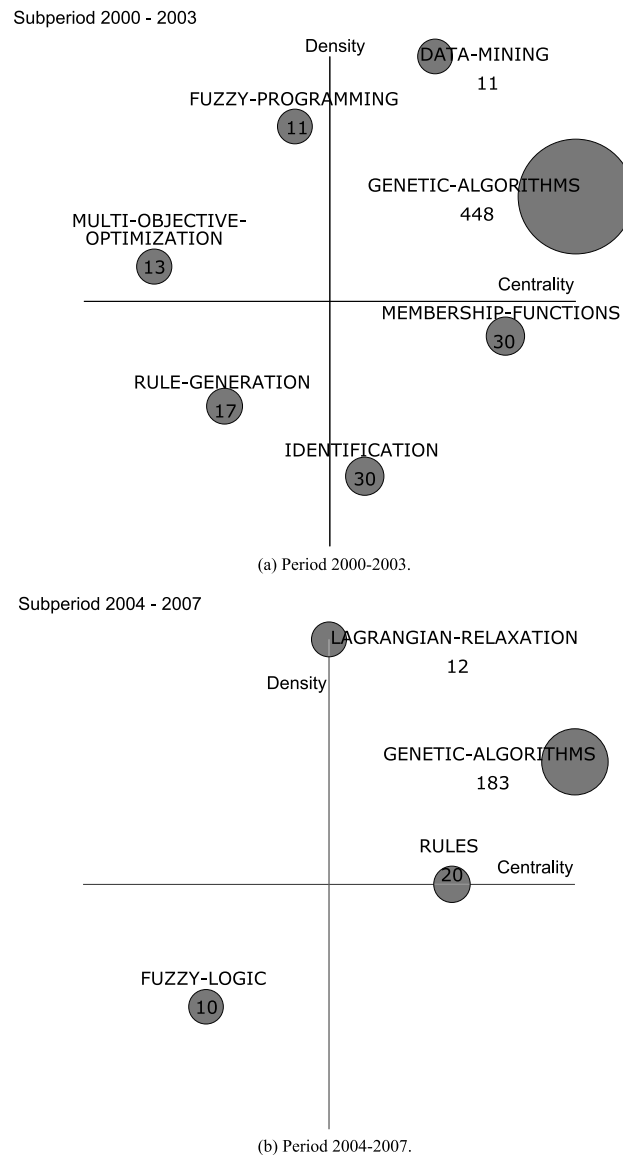 Subperiod 2000 - 2003
Density
DATA-MINING
11
FUZZY-PROGRAMMING
11
GENETIC-ALGORITHMS
448
MULTI-OBJECTIVE-
OPTIMIZATION
13
Centrality
MEMBERSHIP-FUNCTIONS
30
RULE-GENERATION
17
IDENTIFICATION
30
(a) Period 2000-2003.
Subperiod 2004 - 2007
LAGRANGIAN-RELAXATION
12
Density
GENETIC-ALGORITHMS
183
RULES
20
Centrality
FUZZY-LOGIC
10
(b) Period 2004-2007.